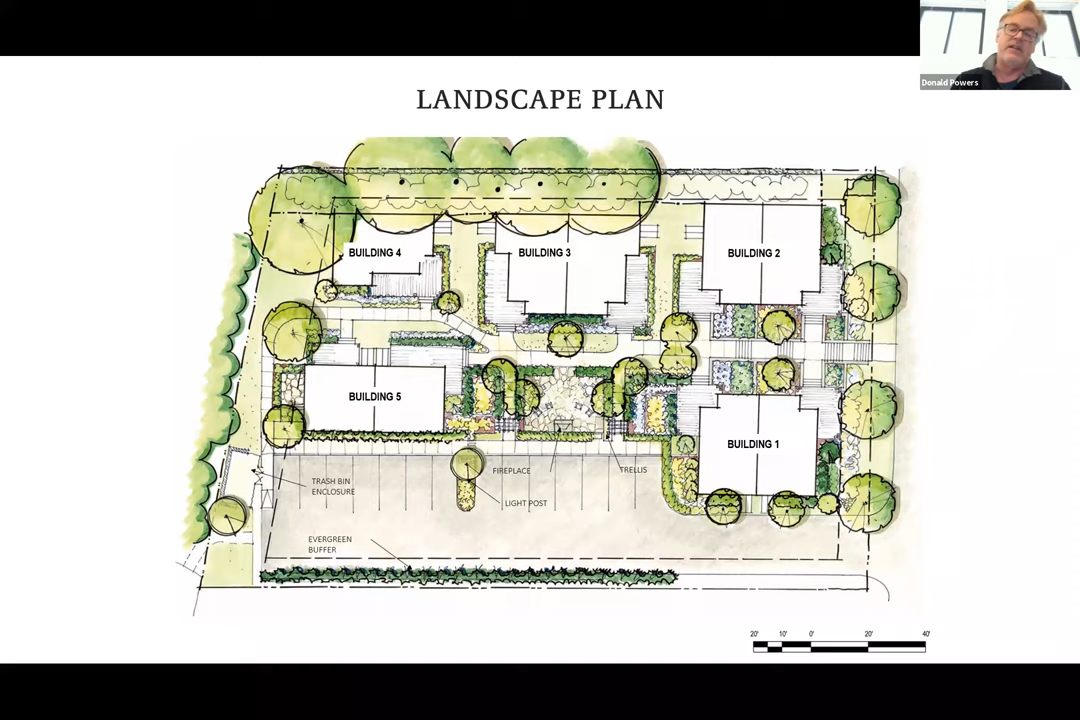 Donald Powers
LANDSCAPE PLAN
BUILDING 4
BUILDING 3
BUILDING 2
BUILDING 5
BUILDING 1
FIREPLACE
TRELLIS
TRASH BIN
ENCLOSURE
LIGHT POST
EVERGREEN
BUFFER
20' 10' 0' 20' 40'